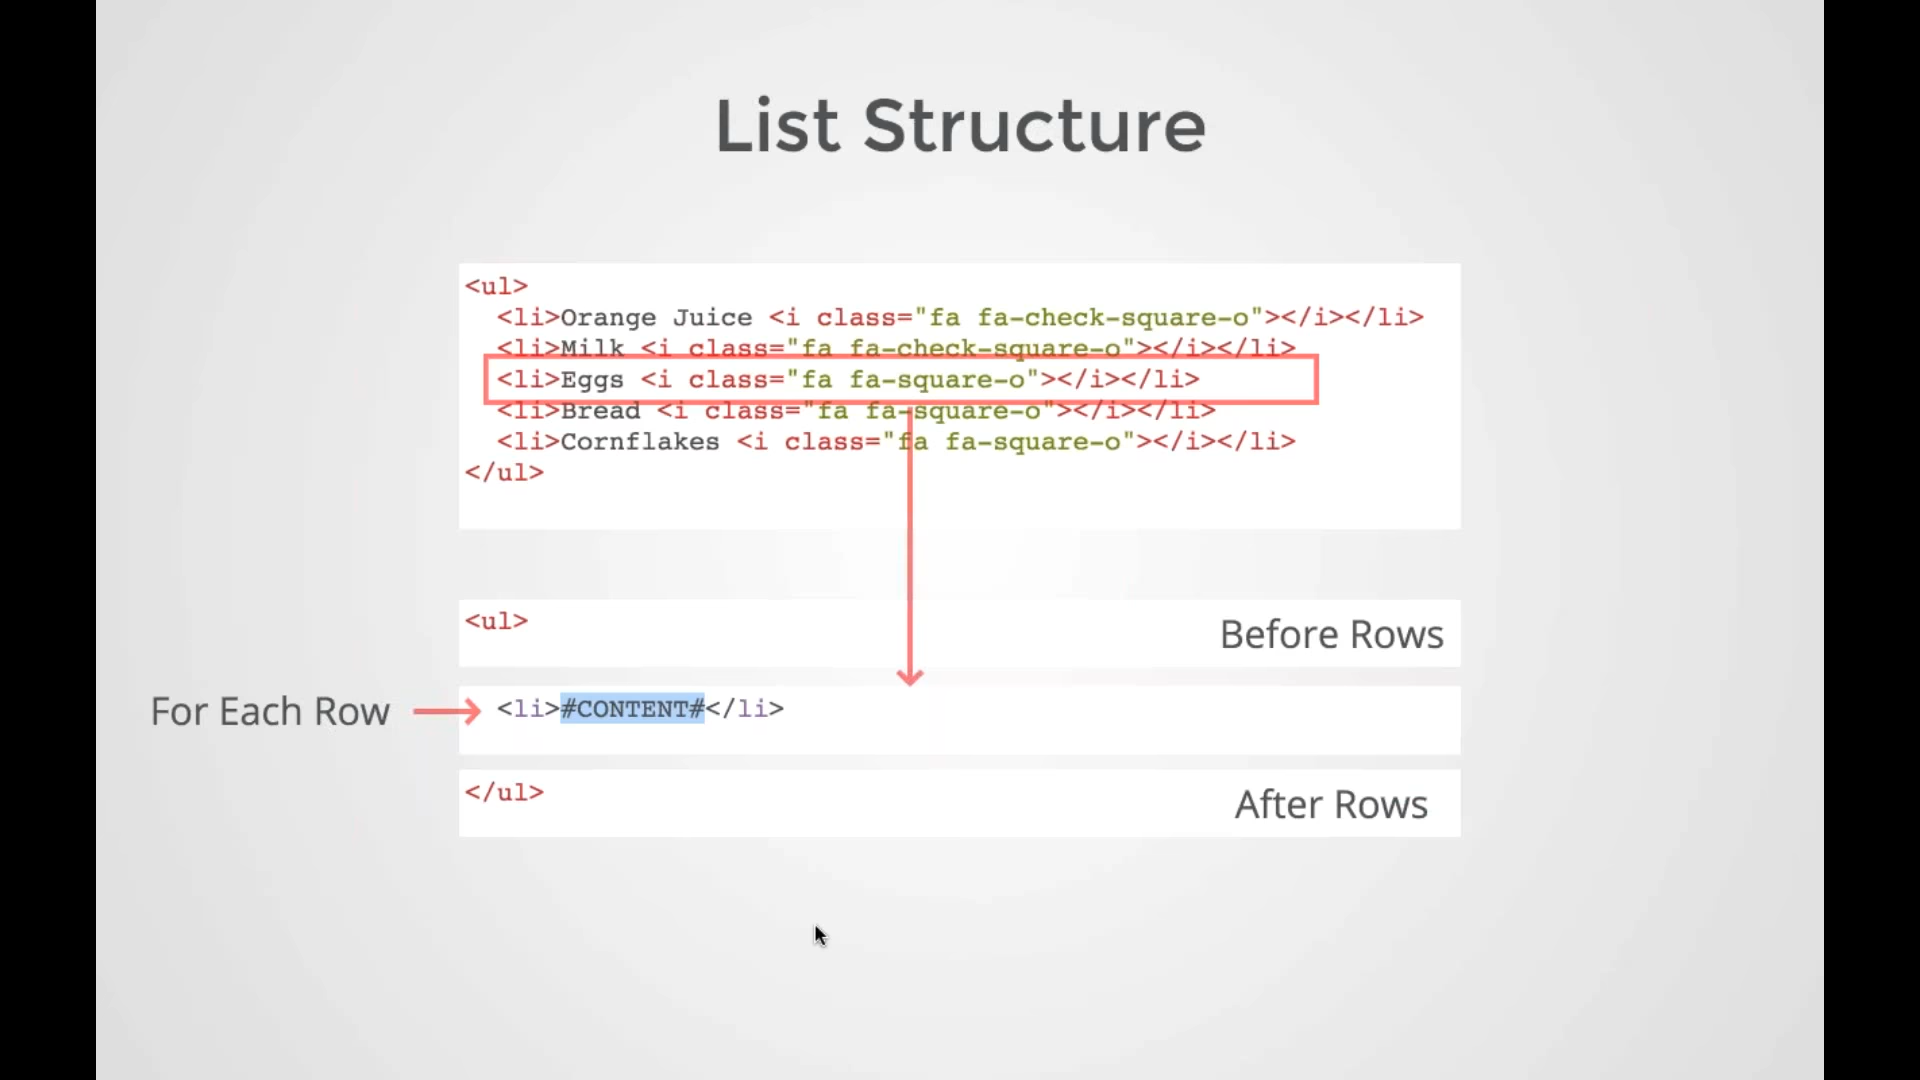 List Structure
<ul>
<li>Orange Juice <i class="fa fa-check-square-o"></i></li>
<li>Milk <i class="fa fa-check-square-o"></i></li>
<li>Eggs <i class="fa fa-square-o"></i></li>
<li>Bread <i class="fa fa-square-o"></i></li>
<li>Cornflakes <i class="fa fa-square-o"></i></li>
</ul>
<ul>
Before Rows
For Each Row
<li>#CONTENT#</li>
</ul>
After Rows